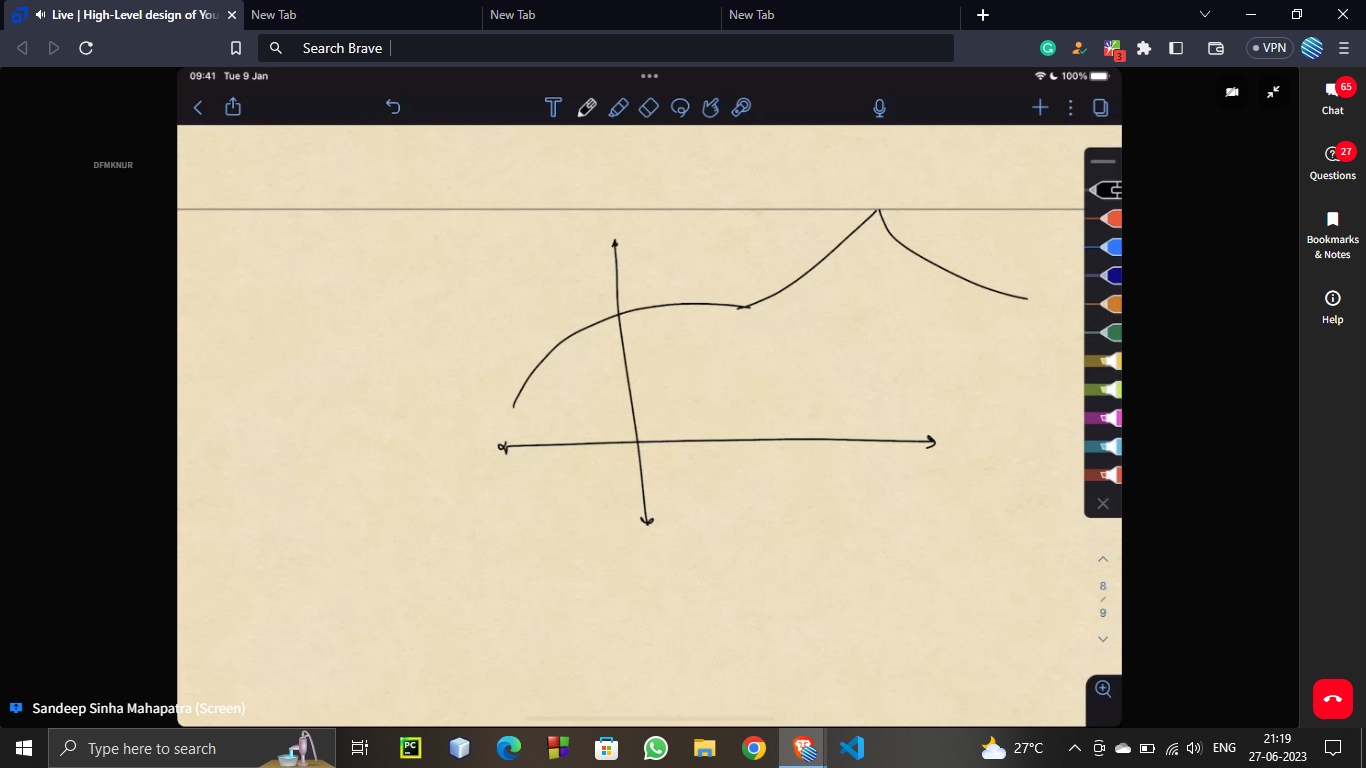 Live | High-Level design of You
New Tab
New Tab
New Tab
Search Brave
3
VPN
09:41 Tue 9 Jan
100%
T
65
Chat
DFMKNUR
27
Questions
Bookmarks
& Notes
Help
8
/
9
Sandeep Sinha Mahapatra (Screen)
Type here to search
PC
27°C
ENG
21:19
27-06-2023